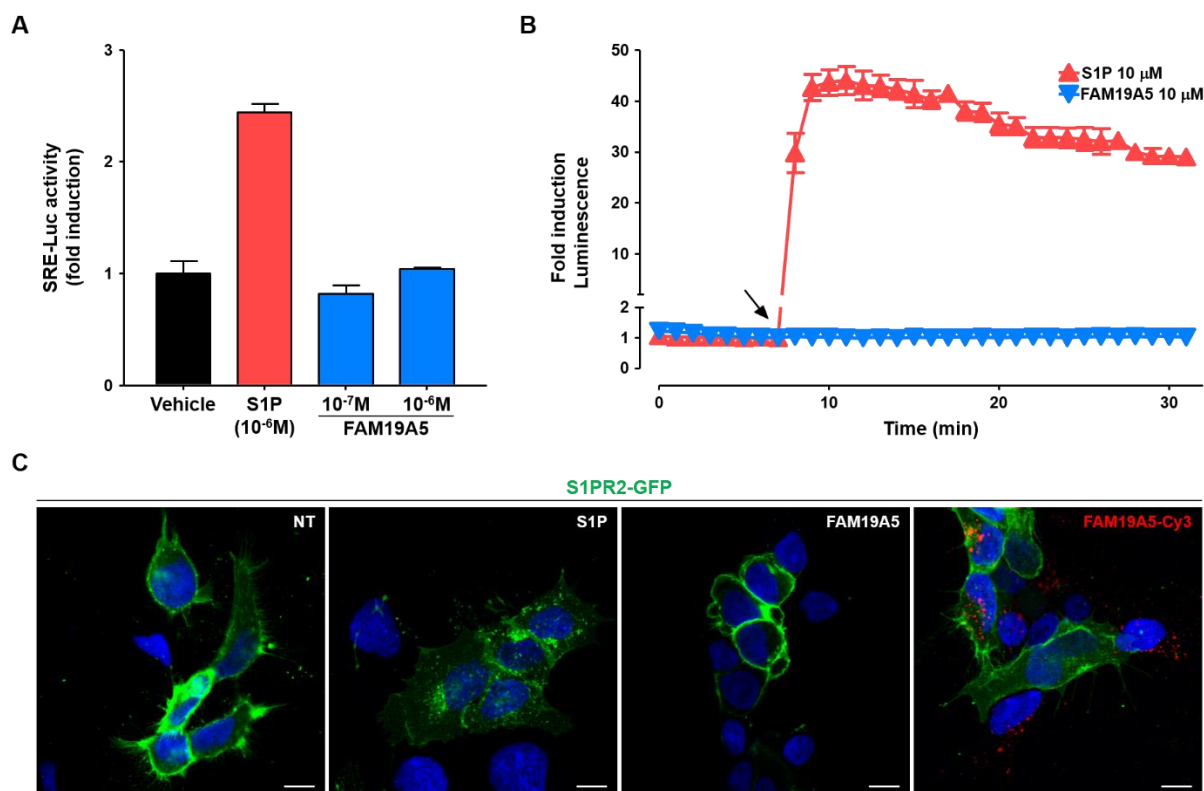 A
SRE-Luc activity
(fold induction)
3
2
1
0
Vehicle
S1P
(10⁻⁶M)
10⁻⁷M
10⁻⁶M
FAM19A5
B
Fold induction
Luminescence
50
40
30
20
10
2
1
0
S1P 10 μM
FAM19A5 10 μM
0
10
20
30
Time (min)
C
S1PR2-GFP
NT
S1P
FAM19A5
FAM19A5-Cy3